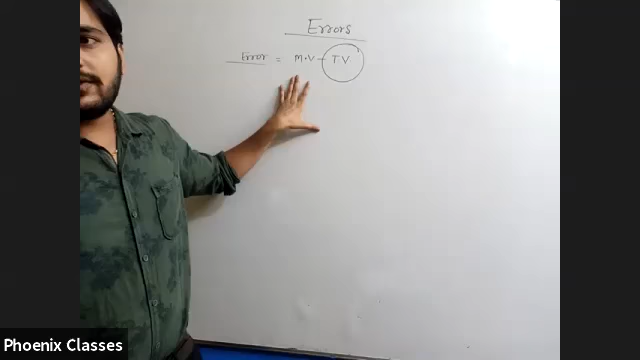 Errors
Error = M.V - TV
Phoenix Classes